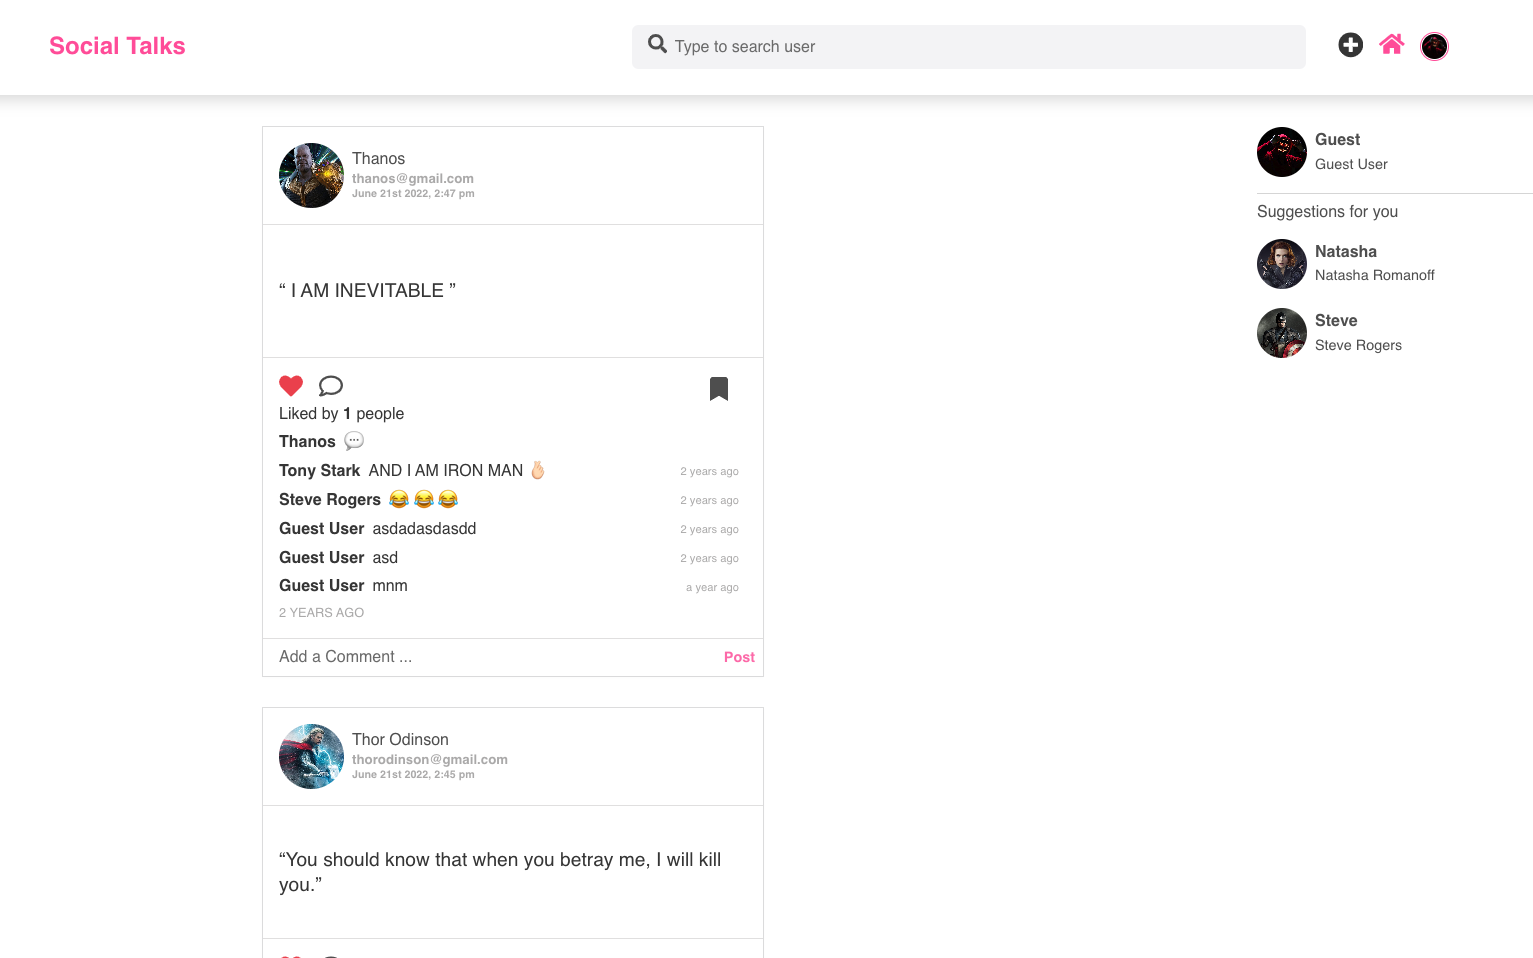 Social Talks
Type to search user
Thanos
thanos@gmail.com
June 21st 2022, 2:47 pm
“ I AM INEVITABLE ”
Liked by 1 people
Thanos 💬
Tony Stark AND I AM IRON MAN 🫰🏻
2 years ago
Steve Rogers 😂 😂 😂
2 years ago
Guest User asdadasdasdd
2 years ago
Guest User asd
2 years ago
Guest User mnm
a year ago
2 YEARS AGO
Add a Comment ...
Post
Thor Odinson
thorodinson@gmail.com
June 21st 2022, 2:45 pm
“You should know that when you betray me, I will kill
you.”
Guest
Guest User
Suggestions for you
Natasha
Natasha Romanoff
Steve
Steve Rogers